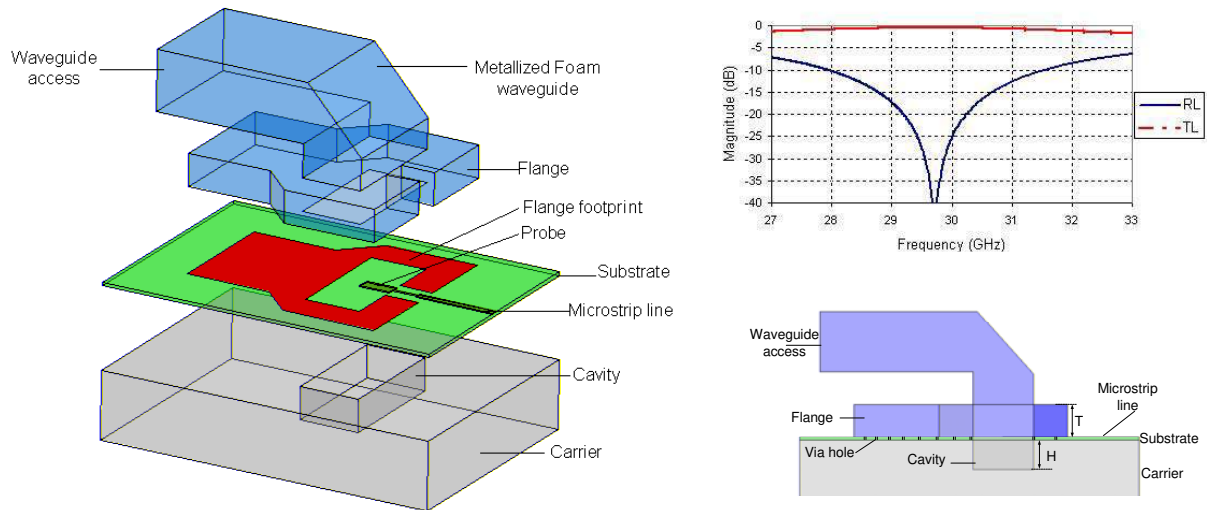 Waveguide
access
Metallized Foam
waveguide
Flange
Flange footprint
Probe
Substrate
Microstrip line
Cavity
Carrier
0
-5
-10
-15
-20
-25
-30
-35
-40
27
28
29
30
31
32
33
Magnitude (dB)
Frequency (GHz)
RL
TL
Waveguide
access
Microstrip
line
Flange
T
Substrate
Via hole
Cavity
H
Carrier